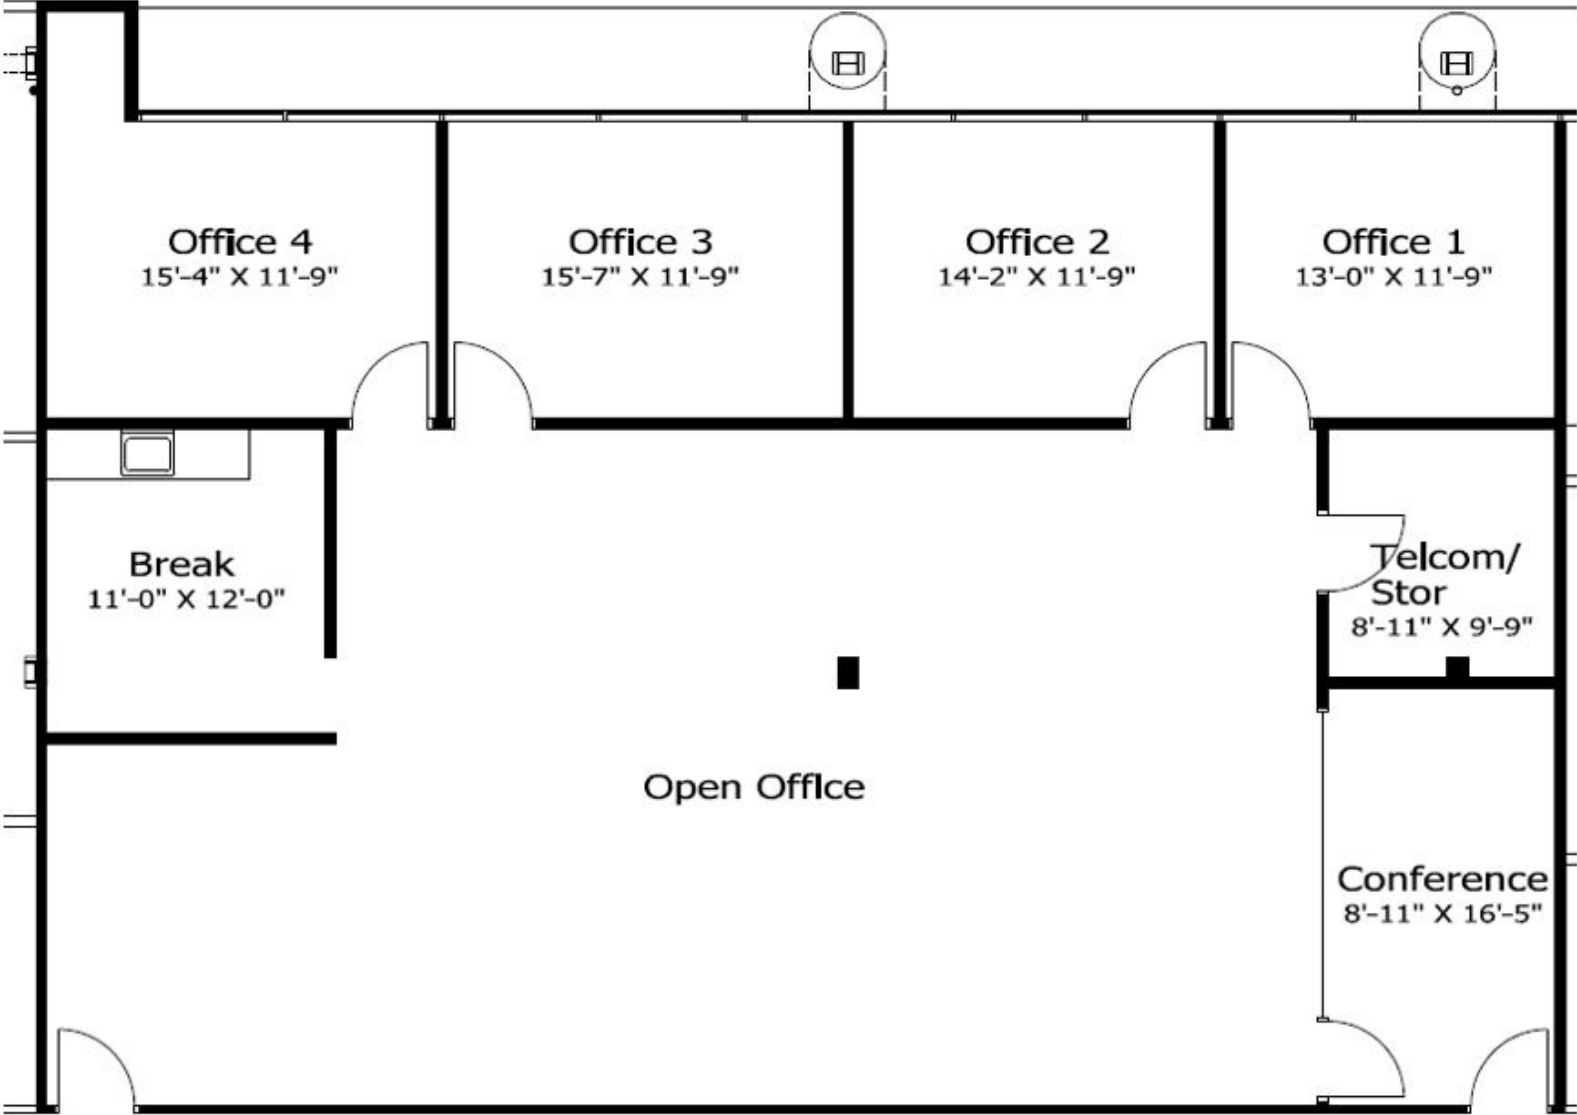 Office 4
15'-4" X 11'-9"
Office 3
15'-7" X 11'-9"
Office 2
14'-2" X 11'-9"
Office 1
13'-0" X 11'-9"
Break
11'-0" X 12'-0"
Telcom/
Stor
8'-11" X 9'-9"
Open Office
Conference
8'-11" X 16'-5"